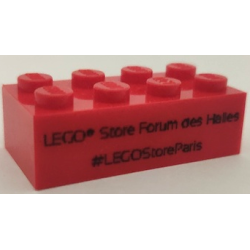 LEGO® Store Forum des Halles
#LEGOStoreParis